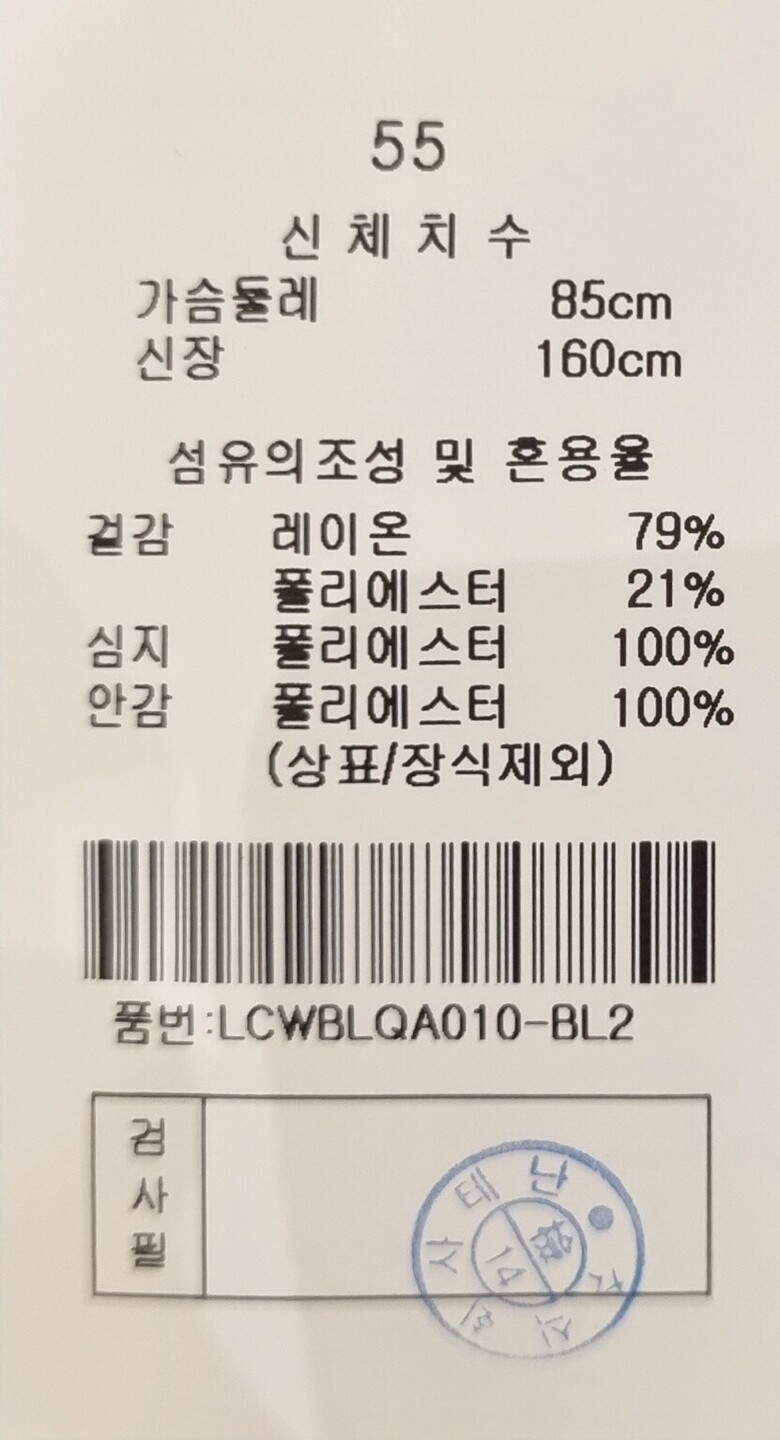 55
신체치수
가슴둘레 85cm
신장 160cm
섬유의조성 및 혼용율
겉감 레이온 79%
폴리에스터 21%
심지 폴리에스터 100%
안감 폴리에스터 100%
(상표/장식제외)
품번:LCWBLQA010-BL2
검사필
14